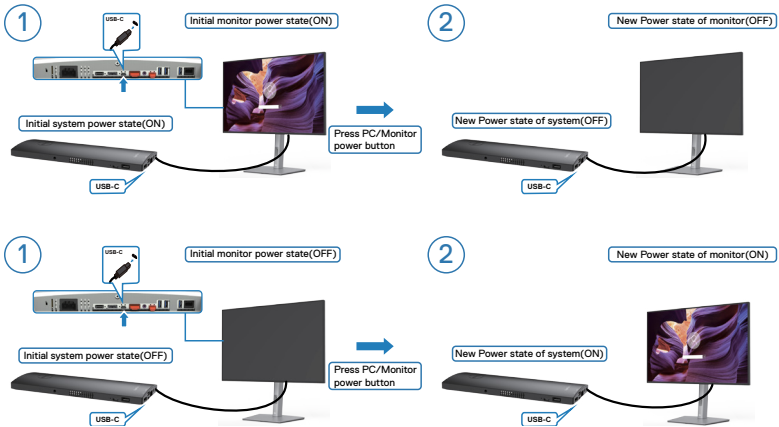 1
USB-C
Initial monitor power state(ON)
2
New Power state of monitor(OFF)
Initial system power state(ON)
Press PC/Monitor
power button
New Power state of system(OFF)
USB-C
USB-C
1
USB-C
Initial monitor power state(OFF)
2
New Power state of monitor(ON)
Initial system power state(OFF)
Press PC/Monitor
power button
New Power state of system(ON)
USB-C
USB-C